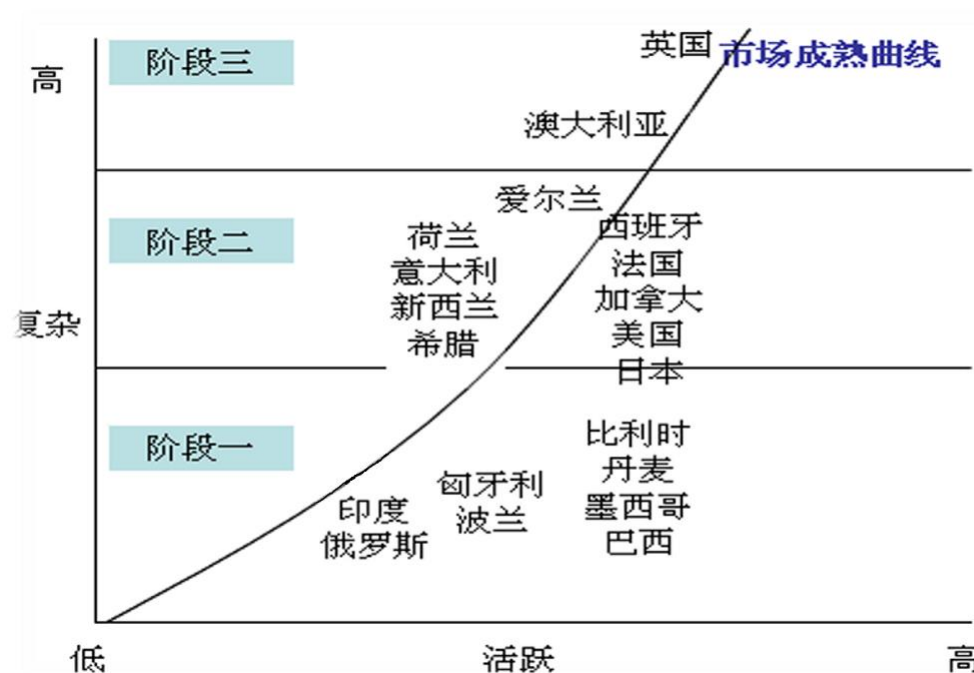 英国
市场成熟曲线
高
阶段三
澳大利亚
爱尔兰
阶段二
荷兰
意大利
新西兰
希腊
西班牙
法国
加拿大
美国
日本
复杂
阶段一
比利时
丹麦
墨西哥
巴西
匈牙利
波兰
印度
俄罗斯
低
活跃
高